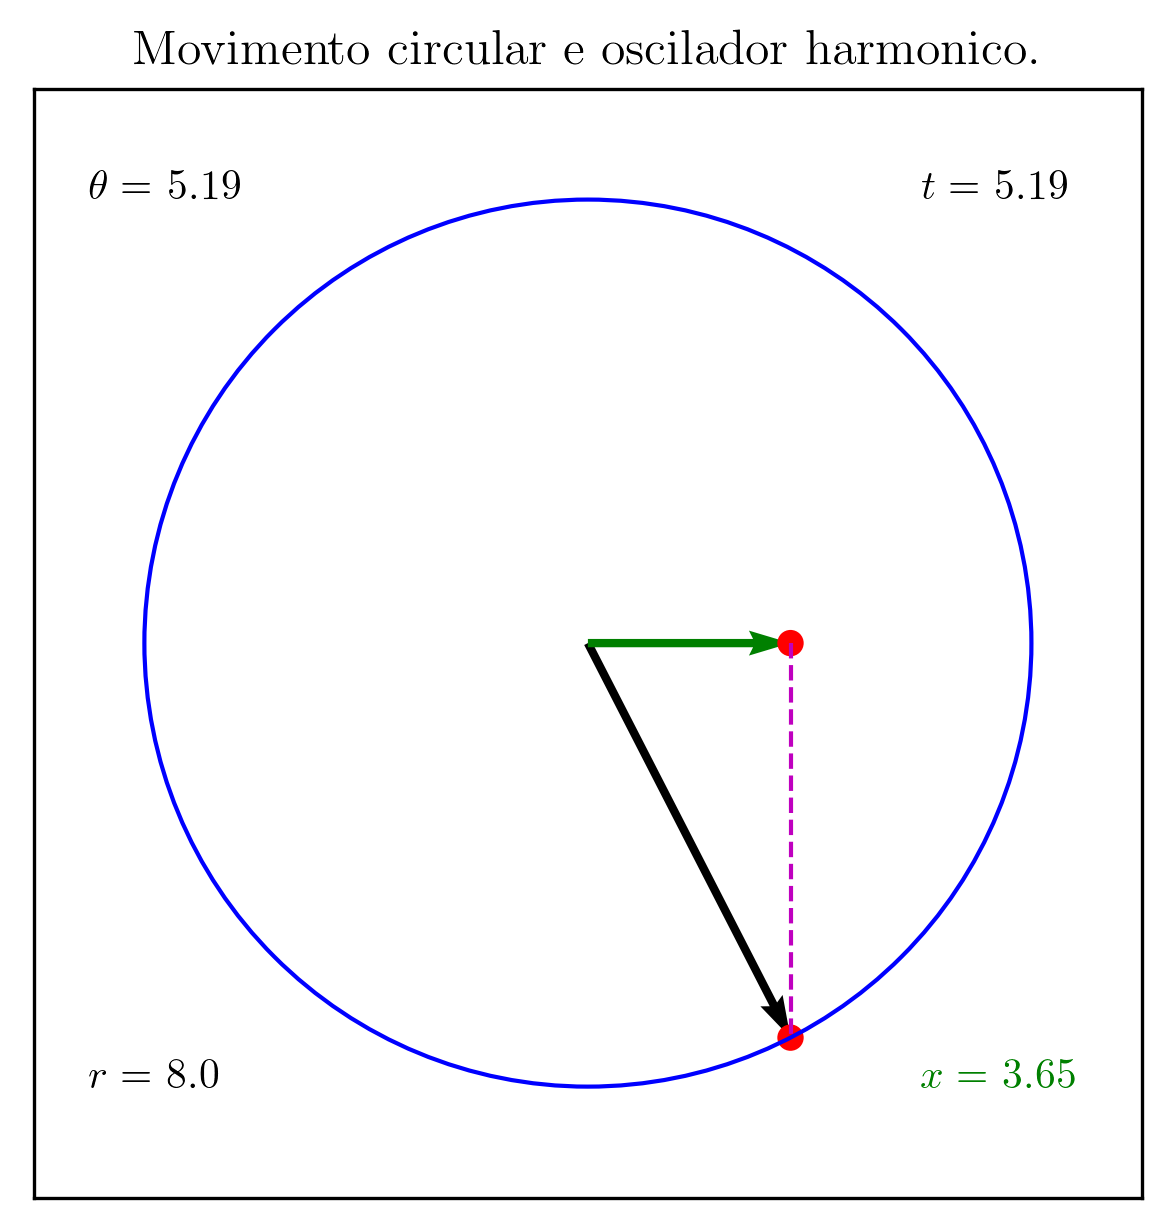 Movimento circular e oscilador harmonico.
θ = 5.19
t = 5.19
r = 8.0
x = 3.65